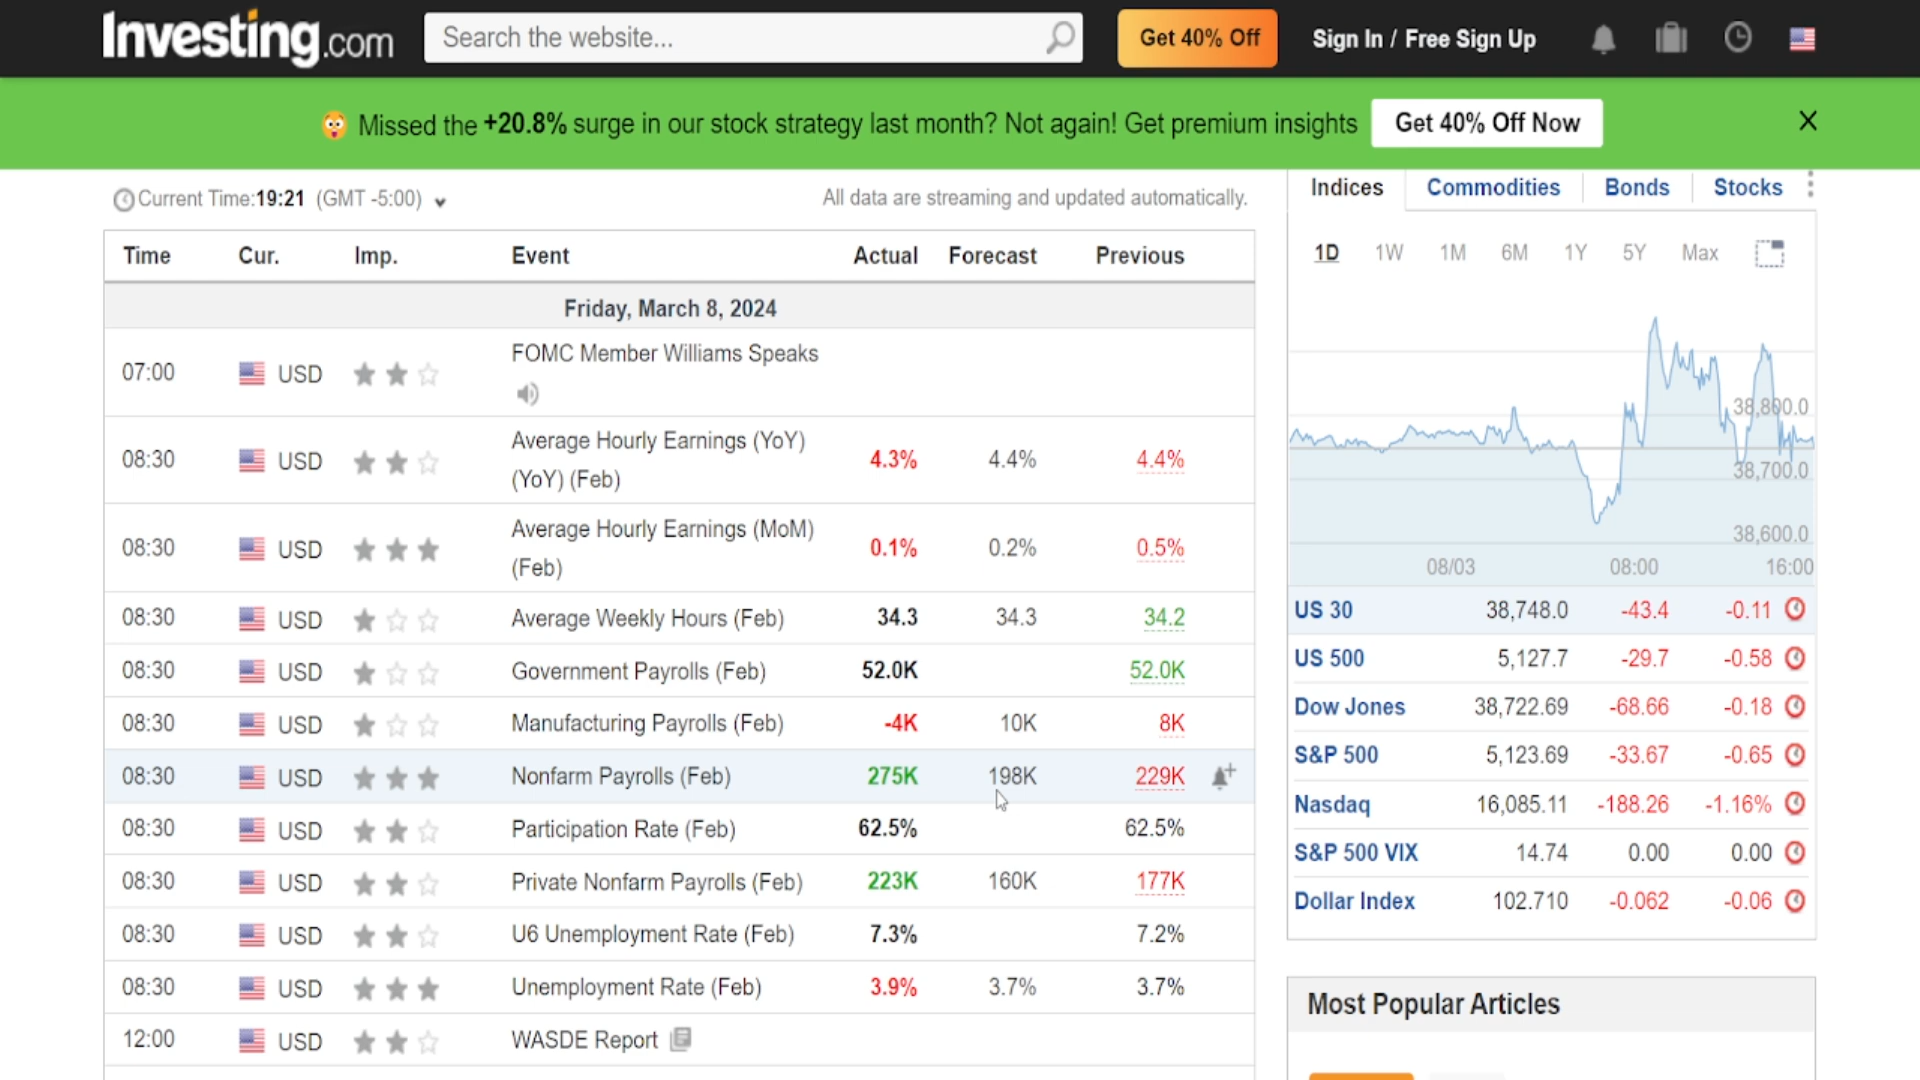 Investing.com
Search the website...
Get 40% Off
Sign In / Free Sign Up
Missed the +20.8% surge in our stock strategy last month? Not again! Get premium insights
Get 40% Off Now
X
Current Time:19:21 (GMT -5:00)
All data are streaming and updated automatically.
Time Cur. Imp. Event Actual Forecast Previous
Friday, March 8, 2024
07:00 USD FOMC Member Williams Speaks
08:30 USD Average Hourly Earnings (YoY) 4.3% 4.4% 4.4%
(YoY) (Feb)
08:30 USD Average Hourly Earnings (MoM) 0.1% 0.2% 0.5%
(Feb)
08:30 USD Average Weekly Hours (Feb) 34.3 34.3 34.2
08:30 USD Government Payrolls (Feb) 52.0K 52.0K
08:30 USD Manufacturing Payrolls (Feb) -4K 10K 8K
08:30 USD Nonfarm Payrolls (Feb) 275K 198K 229K
08:30 USD Participation Rate (Feb) 62.5% 62.5%
08:30 USD Private Nonfarm Payrolls (Feb) 223K 160K 177K
08:30 USD U6 Unemployment Rate (Feb) 7.3% 7.2%
08:30 USD Unemployment Rate (Feb) 3.9% 3.7% 3.7%
12:00 USD WASDE Report
Indices Commodities Bonds Stocks
1D 1W 1M 6M 1Y 5Y Max
38,800.0
38,700.0
38,600.0
08/03 08:00 16:00
US 30 38,748.0 -43.4 -0.11
US 500 5,127.7 -29.7 -0.58
Dow Jones 38,722.69 -68.66 -0.18
S&P 500 5,123.69 -33.67 -0.65
Nasdaq 16,085.11 -188.26 -1.16%
S&P 500 VIX 14.74 0.00 0.00
Dollar Index 102.710 -0.062 -0.06
Most Popular Articles